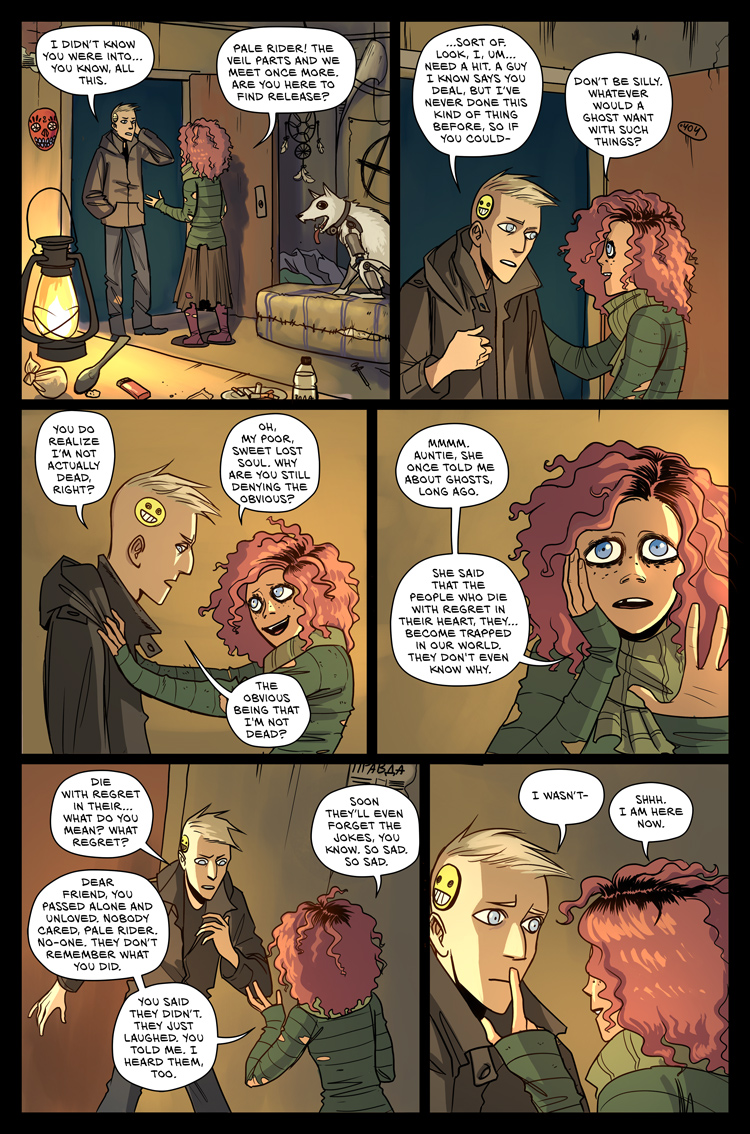 I DIDN'T KNOW
YOU WERE INTO...
YOU KNOW, ALL
THIS.
PALE RIDER! THE
VEIL PARTS AND WE
MEET ONCE MORE.
ARE YOU HERE TO
FIND RELEASE?
...SORT OF.
LOOK, I, UM...
NEED A HIT. A GUY
I KNOW SAYS YOU
DEAL, BUT I'VE
NEVER DONE THIS
KIND OF THING
BEFORE, SO IF
YOU COULD-
DON'T BE SILLY.
WHATEVER
WOULD A
GHOST WANT
WITH SUCH
THINGS?
404
YOU DO
REALIZE
I'M NOT
ACTUALLY
DEAD,
RIGHT?
OH,
MY POOR,
SWEET LOST
SOUL. WHY
ARE YOU STILL
DENYING THE
OBVIOUS?
THE
OBVIOUS
BEING THAT
I'M NOT
DEAD?
MMMM.
AUNTIE, SHE
ONCE TOLD ME
ABOUT GHOSTS,
LONG AGO.
SHE SAID
THAT THE
PEOPLE WHO DIE
WITH REGRET IN
THEIR HEART, THEY...
BECOME TRAPPED
IN OUR WORLD.
THEY DON'T EVEN
KNOW WHY.
DIE
WITH REGRET
IN THEIR...
WHAT DO YOU
MEAN? WHAT
REGRET?
DEAR
FRIEND, YOU
PASSED ALONE AND
UNLOVED. NOBODY
CARED, PALE RIDER.
NO-ONE. THEY DON'T
REMEMBER WHAT
YOU DID.
YOU SAID
THEY DIDN'T.
THEY JUST
LAUGHED. YOU
TOLD ME. I
HEARD THEM,
TOO.
ПРАВДА
SOON
THEY'LL EVEN
FORGET THE
JOKES, YOU
KNOW. SO SAD.
SO SAD.
I WASN'T-
SHHH.
I AM HERE
NOW.